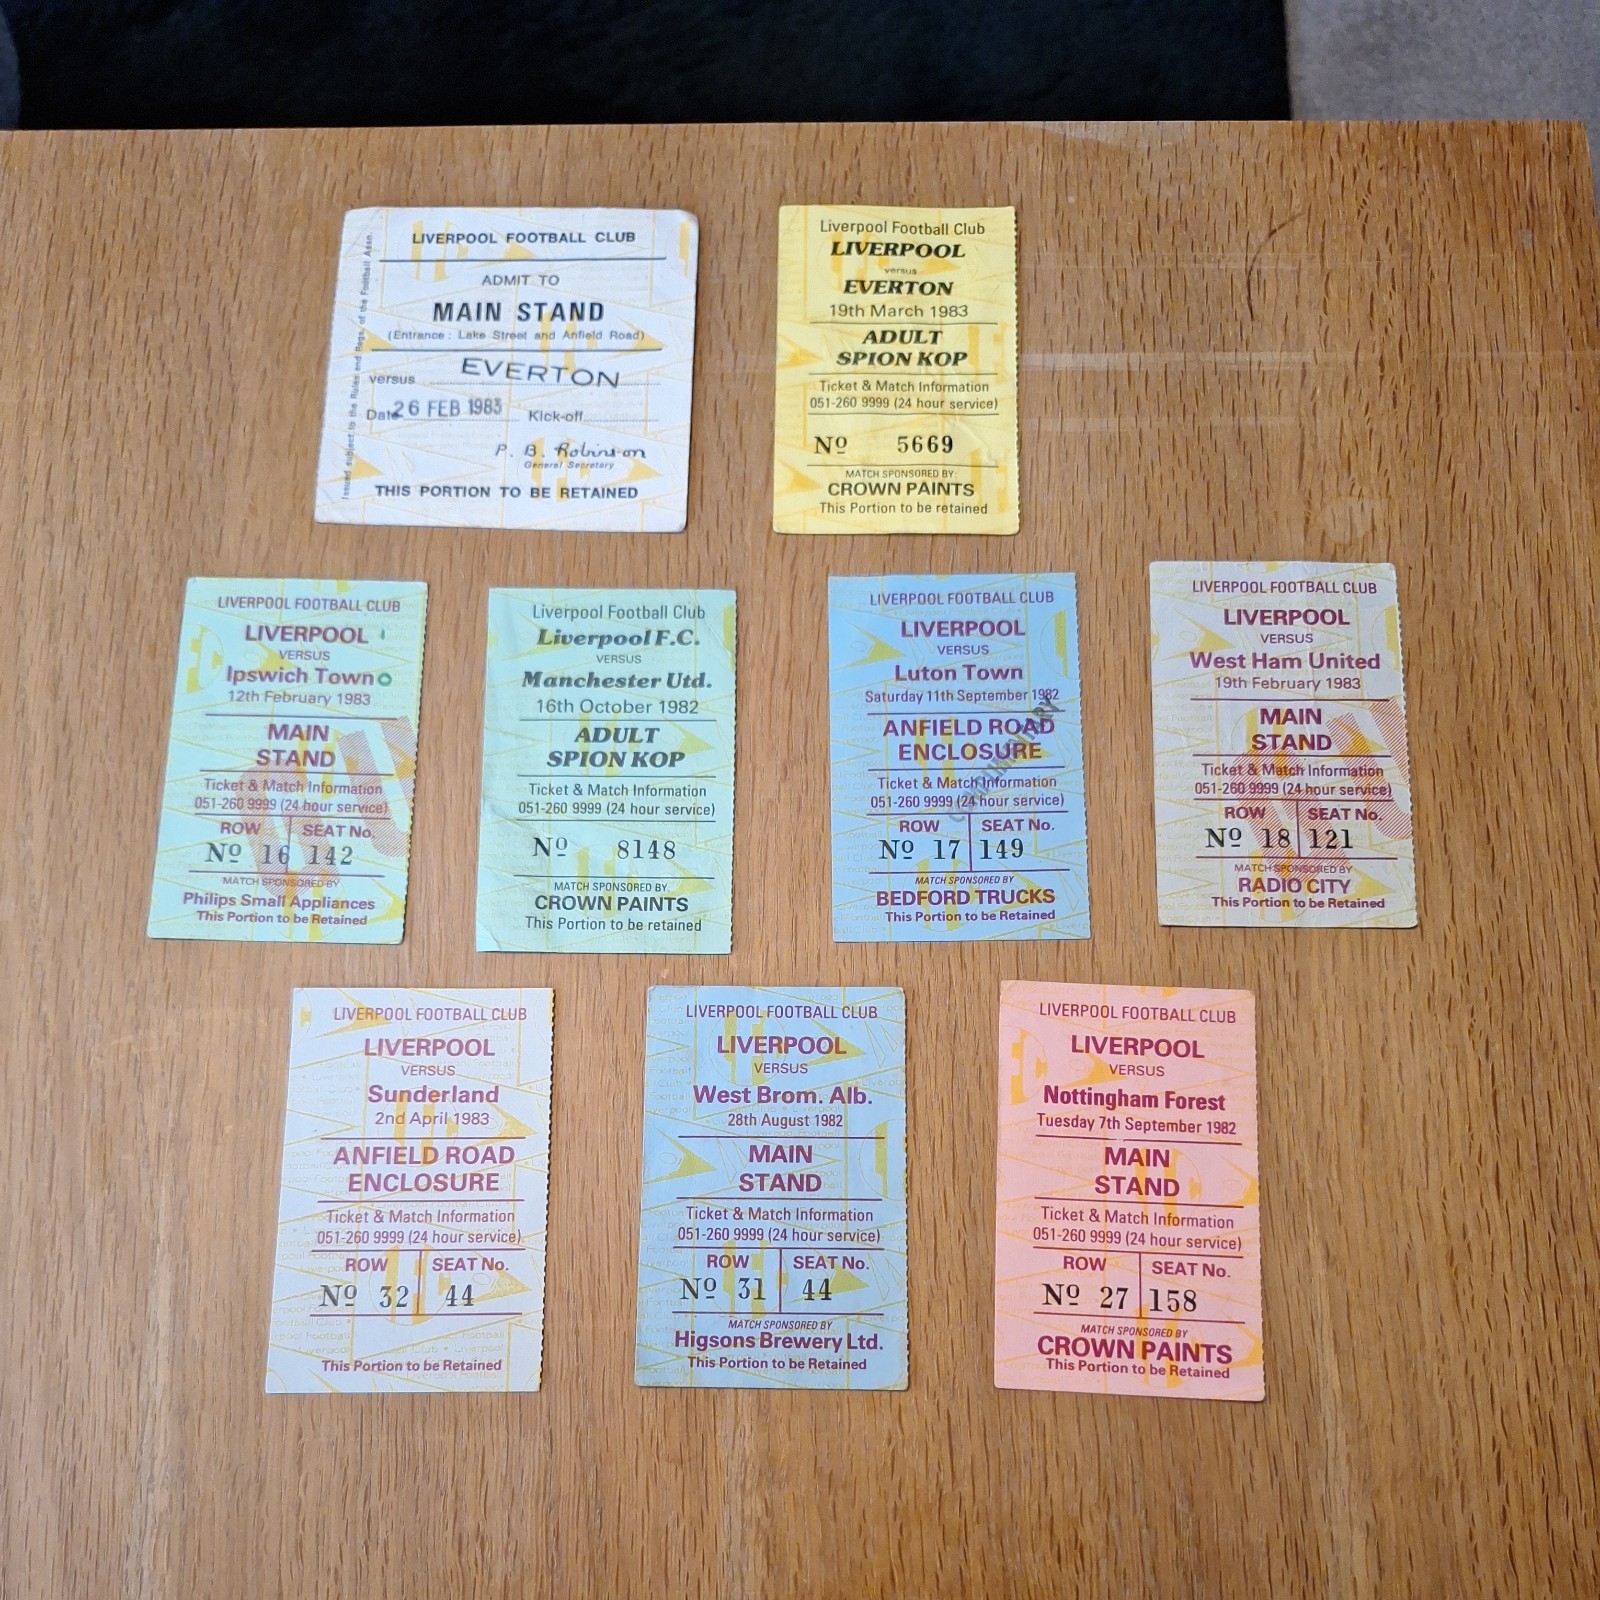 LIVERPOOL FOOTBALL CLUB
ADMIT TO
MAIN STAND
(Entrance : Lake Street and Anfield Road)
versus EVERTON
Date 26 FEB 1983 Kick-off
P. B. Robinson
General Secretary
THIS PORTION TO BE RETAINED
Issued subject to the Rules and Regs. of the Football Assn.
Liverpool Football Club
LIVERPOOL
versus
EVERTON
19th March 1983
ADULT
SPION KOP
Ticket & Match Information
051-260 9999 (24 hour service)
Nº 5669
MATCH SPONSORED BY:
CROWN PAINTS
This Portion to be retained
LIVERPOOL FOOTBALL CLUB
LIVERPOOL
VERSUS
Ipswich Town
12th February 1983
MAIN
STAND
Ticket & Match Information
051-260 9999 (24 hour service)
ROW SEAT No.
Nº 16 142
MATCH SPONSORED BY
Philips Small Appliances
This Portion to be Retained
Liverpool Football Club
Liverpool F.C.
VERSUS
Manchester Utd.
16th October 1982
ADULT
SPION KOP
Ticket & Match Information
051-260 9999 (24 hour service)
Nº 8148
MATCH SPONSORED BY.
CROWN PAINTS
This Portion to be retained
LIVERPOOL FOOTBALL CLUB
LIVERPOOL
VERSUS
Luton Town
Saturday 11th September 1982
ANFIELD ROAD
ENCLOSURE
Ticket & Match Information
051-260 9999 (24 hour service)
ROW SEAT No.
Nº 17 149
MATCH SPONSORED BY
BEDFORD TRUCKS
This Portion to be Retained
LIVERPOOL FOOTBALL CLUB
LIVERPOOL
VERSUS
West Ham United
19th February 1983
MAIN
STAND
Ticket & Match Information
051-260 9999 (24 hour service)
ROW SEAT No.
Nº 18 121
MATCH SPONSORED BY
RADIO CITY
This Portion to be Retained
LIVERPOOL FOOTBALL CLUB
LIVERPOOL
VERSUS
Sunderland
2nd April 1983
ANFIELD ROAD
ENCLOSURE
Ticket & Match Information
051-260 9999 (24 hour service)
ROW SEAT No.
Nº 32 44
This Portion to be Retained
LIVERPOOL FOOTBALL CLUB
LIVERPOOL
VERSUS
West Brom. Alb.
28th August 1982
MAIN
STAND
Ticket & Match Information
051-260 9999 (24 hour service)
ROW SEAT No.
Nº 31 44
MATCH SPONSORED BY
Higsons Brewery Ltd.
This Portion to be Retained
LIVERPOOL FOOTBALL CLUB
LIVERPOOL
VERSUS
Nottingham Forest
Tuesday 7th September 1982
MAIN
STAND
Ticket & Match Information
051-260 9999 (24 hour service)
ROW SEAT No.
Nº 27 158
MATCH SPONSORED BY
CROWN PAINTS
This Portion to be Retained